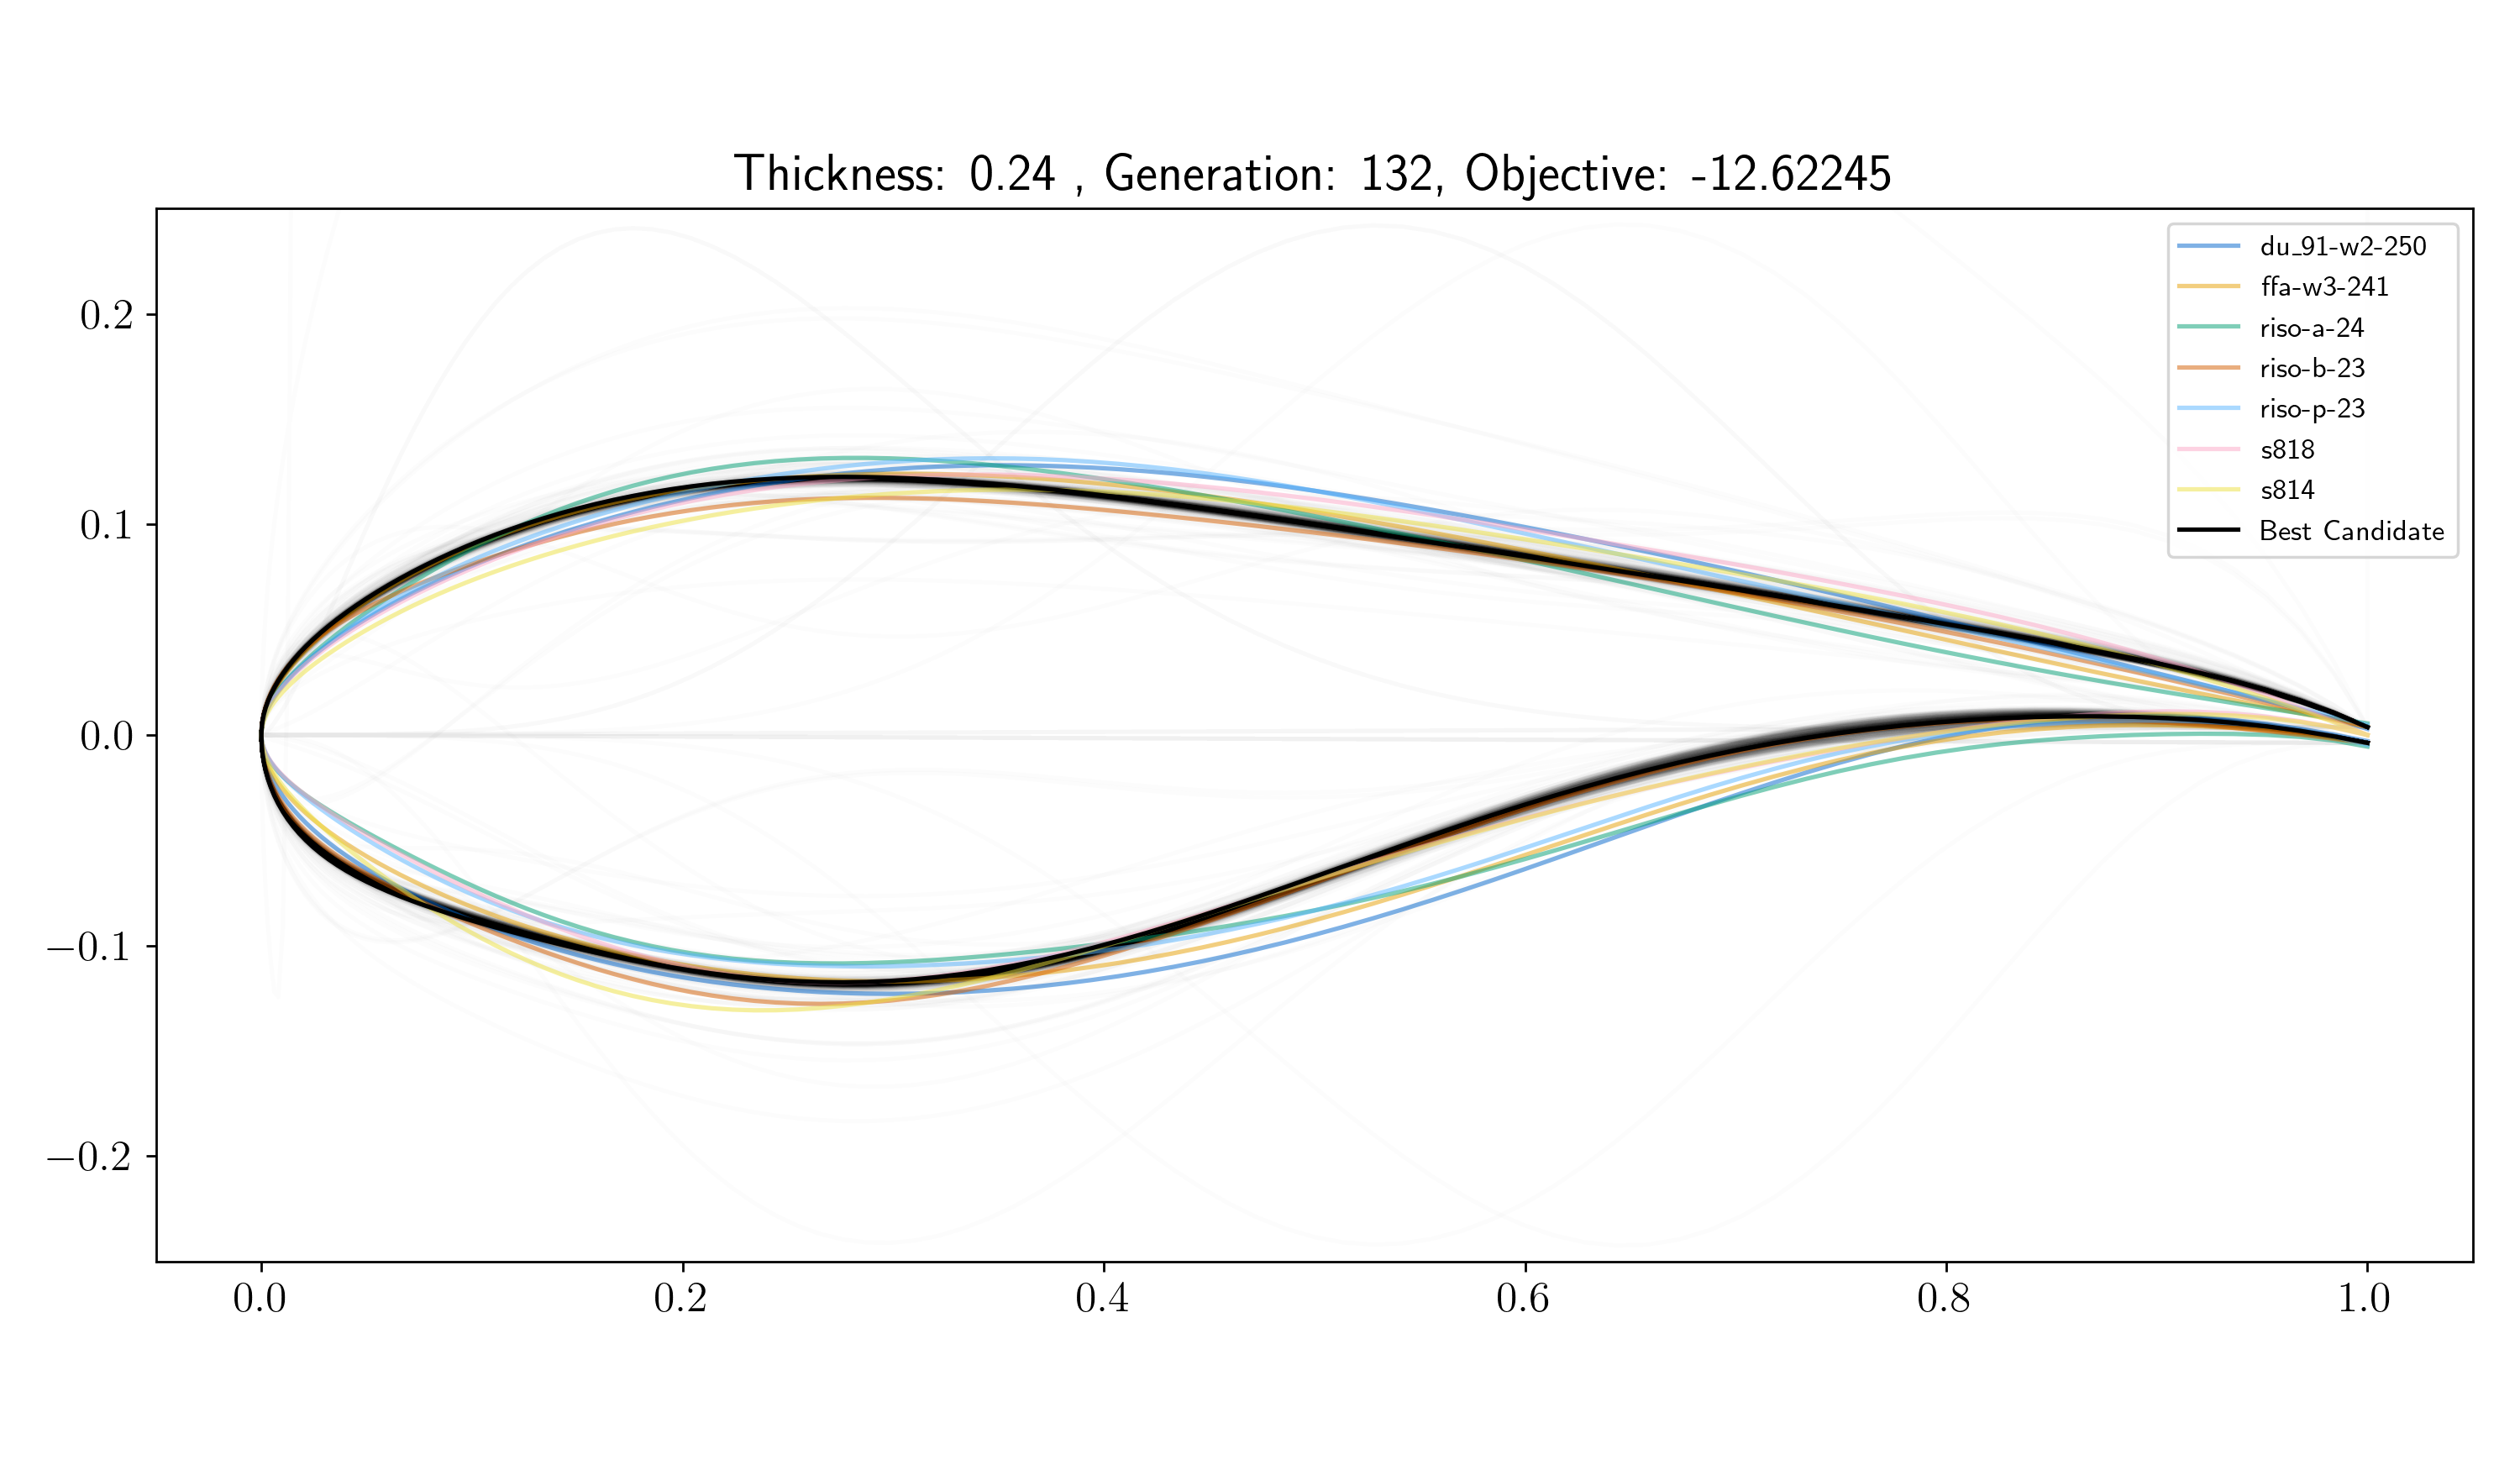 Thickness: 0.24 , Generation: 132, Objective: -12.62245
du_91-w2-250
ffa-w3-241
riso-a-24
riso-b-23
riso-p-23
s818
s814
Best Candidate
0.2
0.1
0.0
−0.1
−0.2
0.0 0.2 0.4 0.6 0.8 1.0